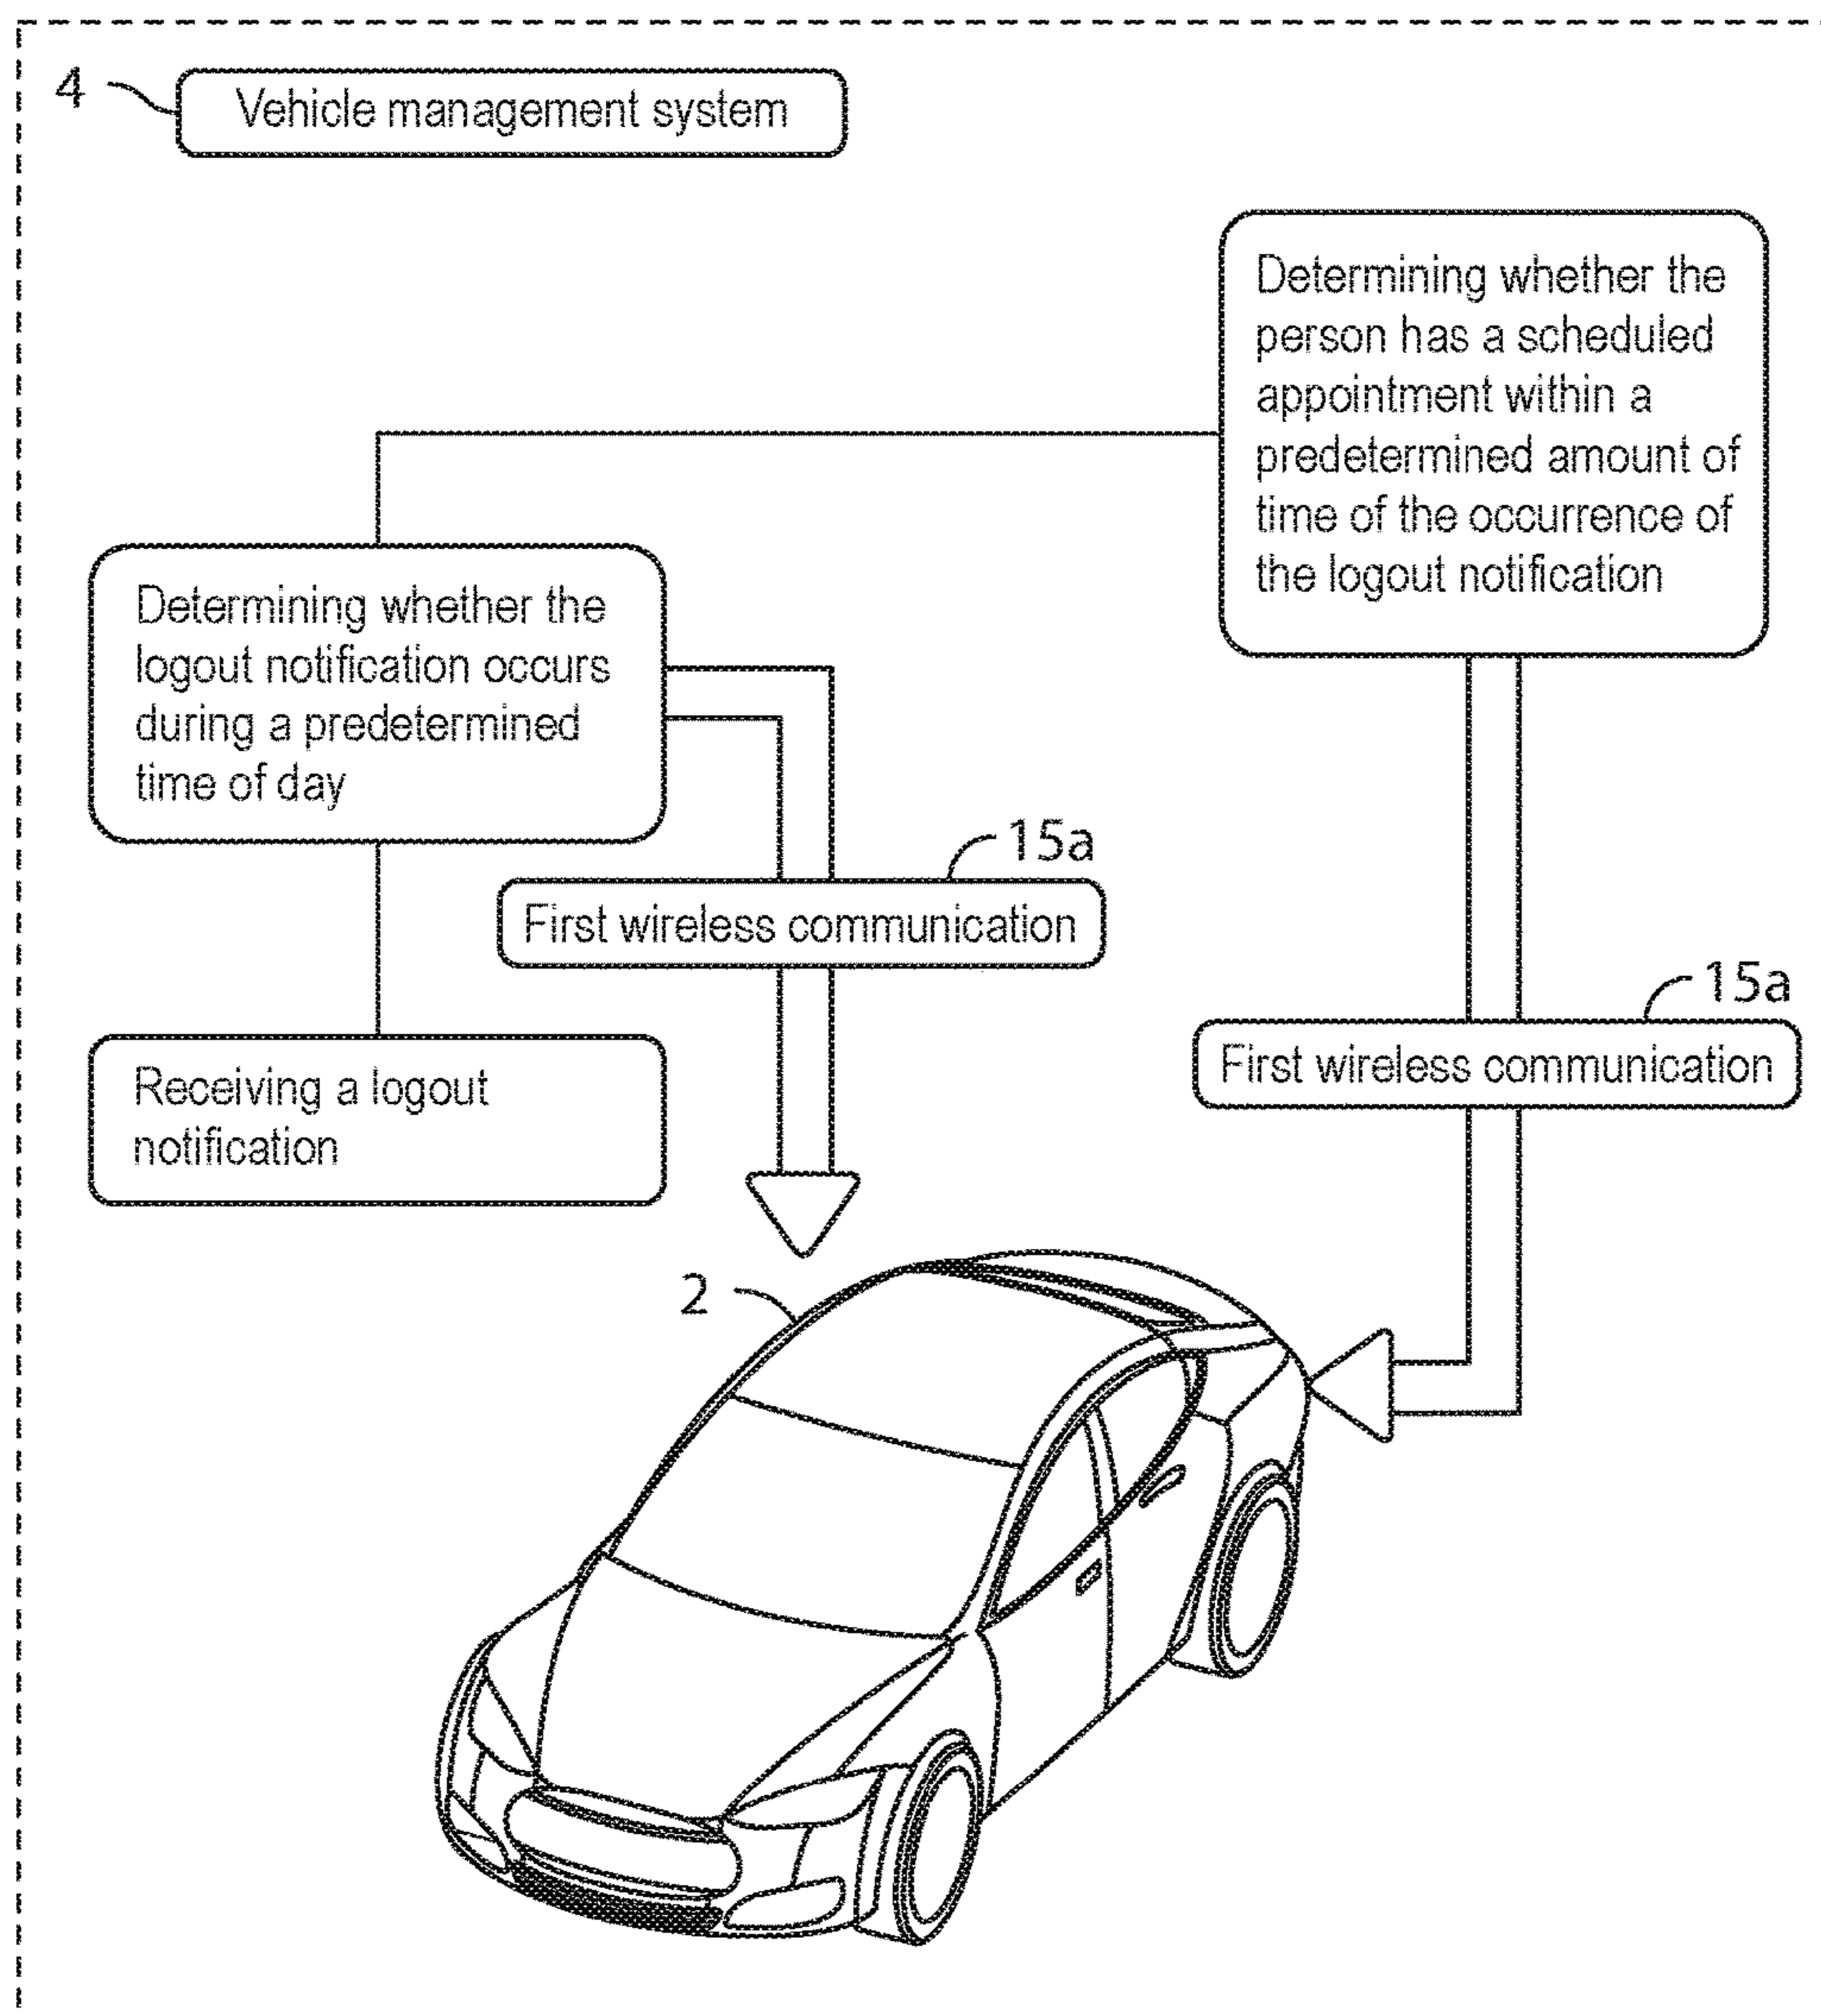 4
Vehicle management system
Determining whether the
person has a scheduled
appointment within a
predetermined amount of
time of the occurrence of
the logout notification
Determining whether the
logout notification occurs
during a predetermined
time of day
15a
First wireless communication
15a
First wireless communication
Receiving a logout
notification
2